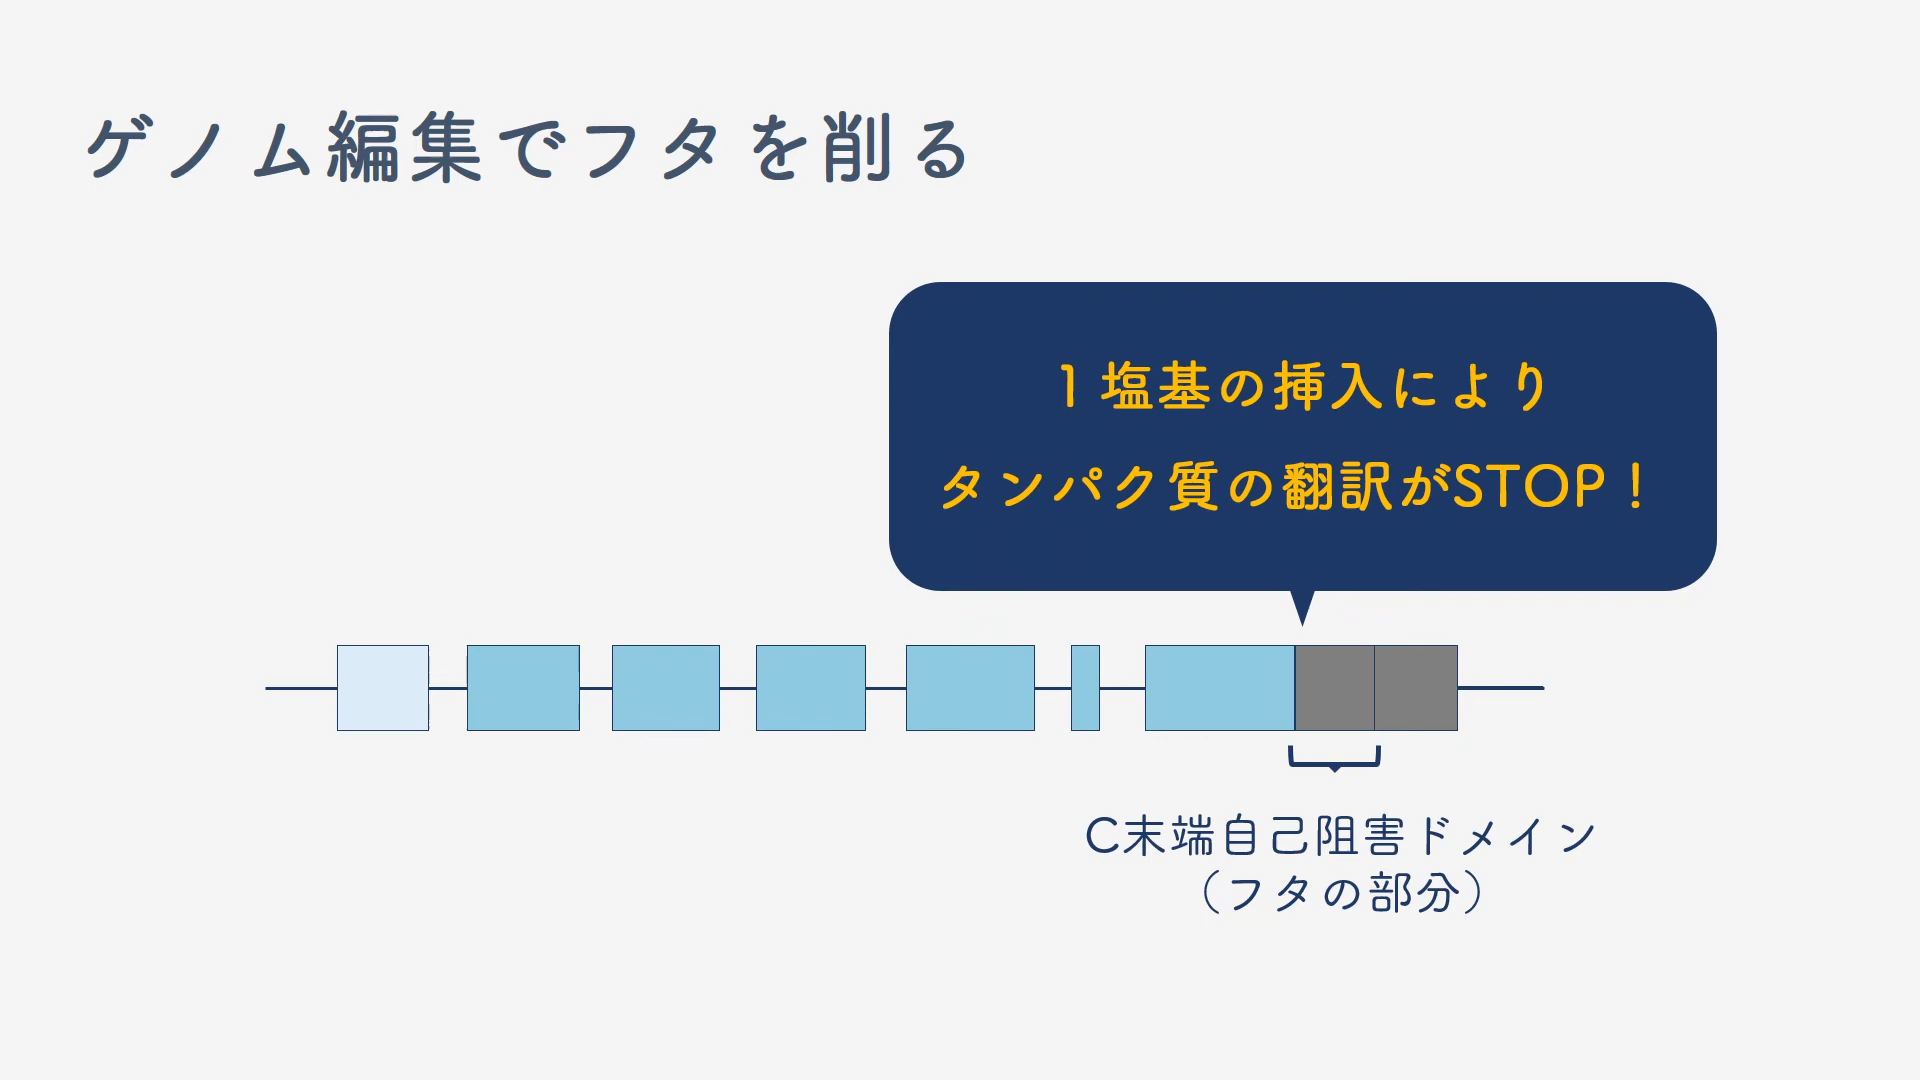 ゲノム編集でフタを削る
1塩基の挿入により
タンパク質の翻訳がSTOP！
C末端自己阻害ドメイン
（フタの部分）